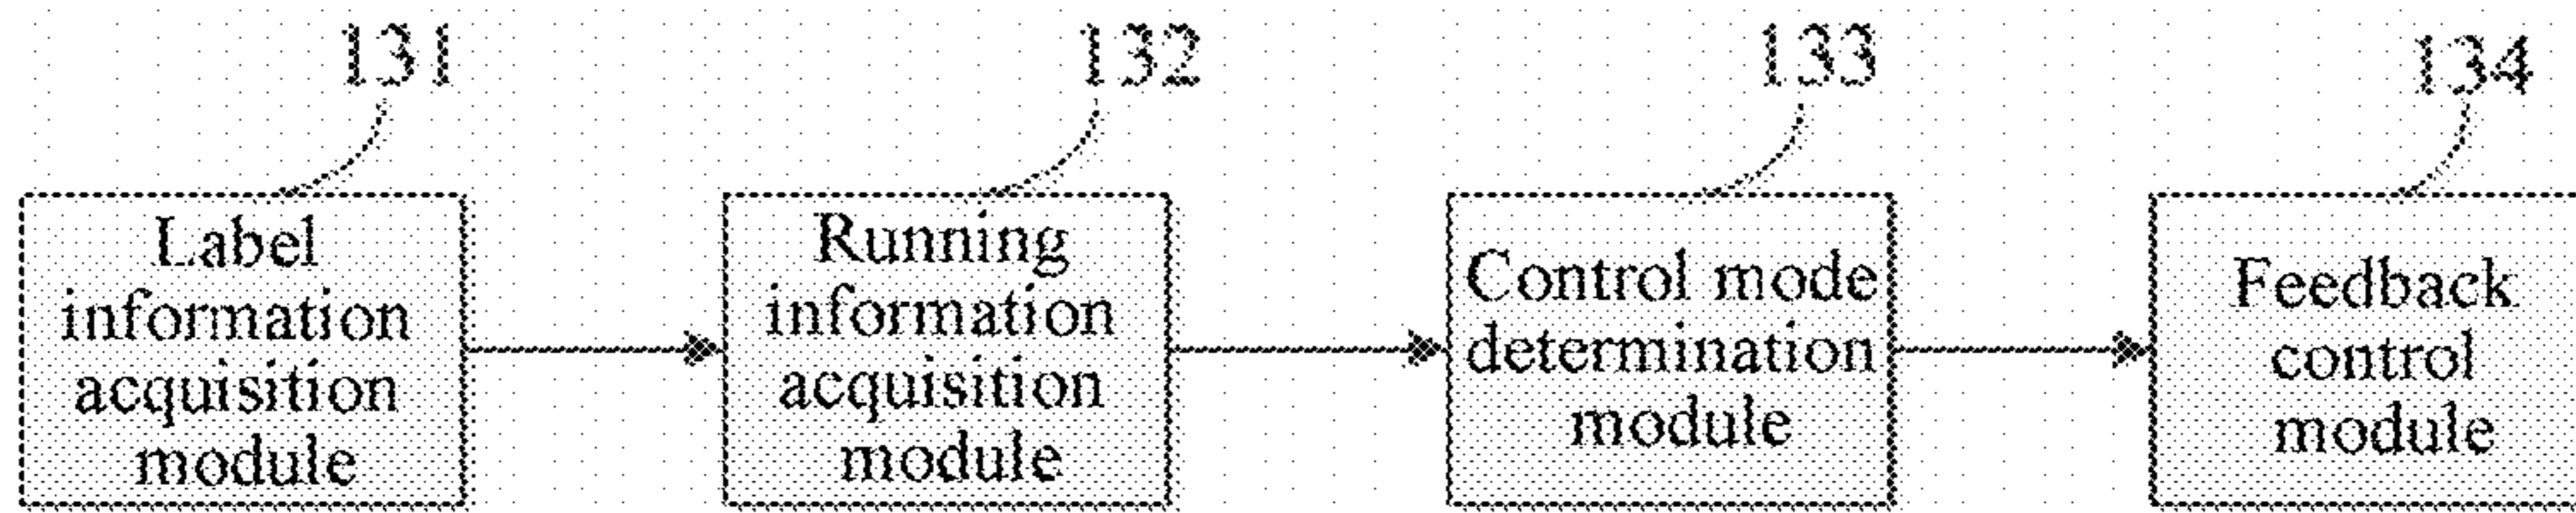 131
132
133
134
Label
information
acquisition
module
Running
information
acquisition
module
Control mode
determination
module
Feedback
control
module